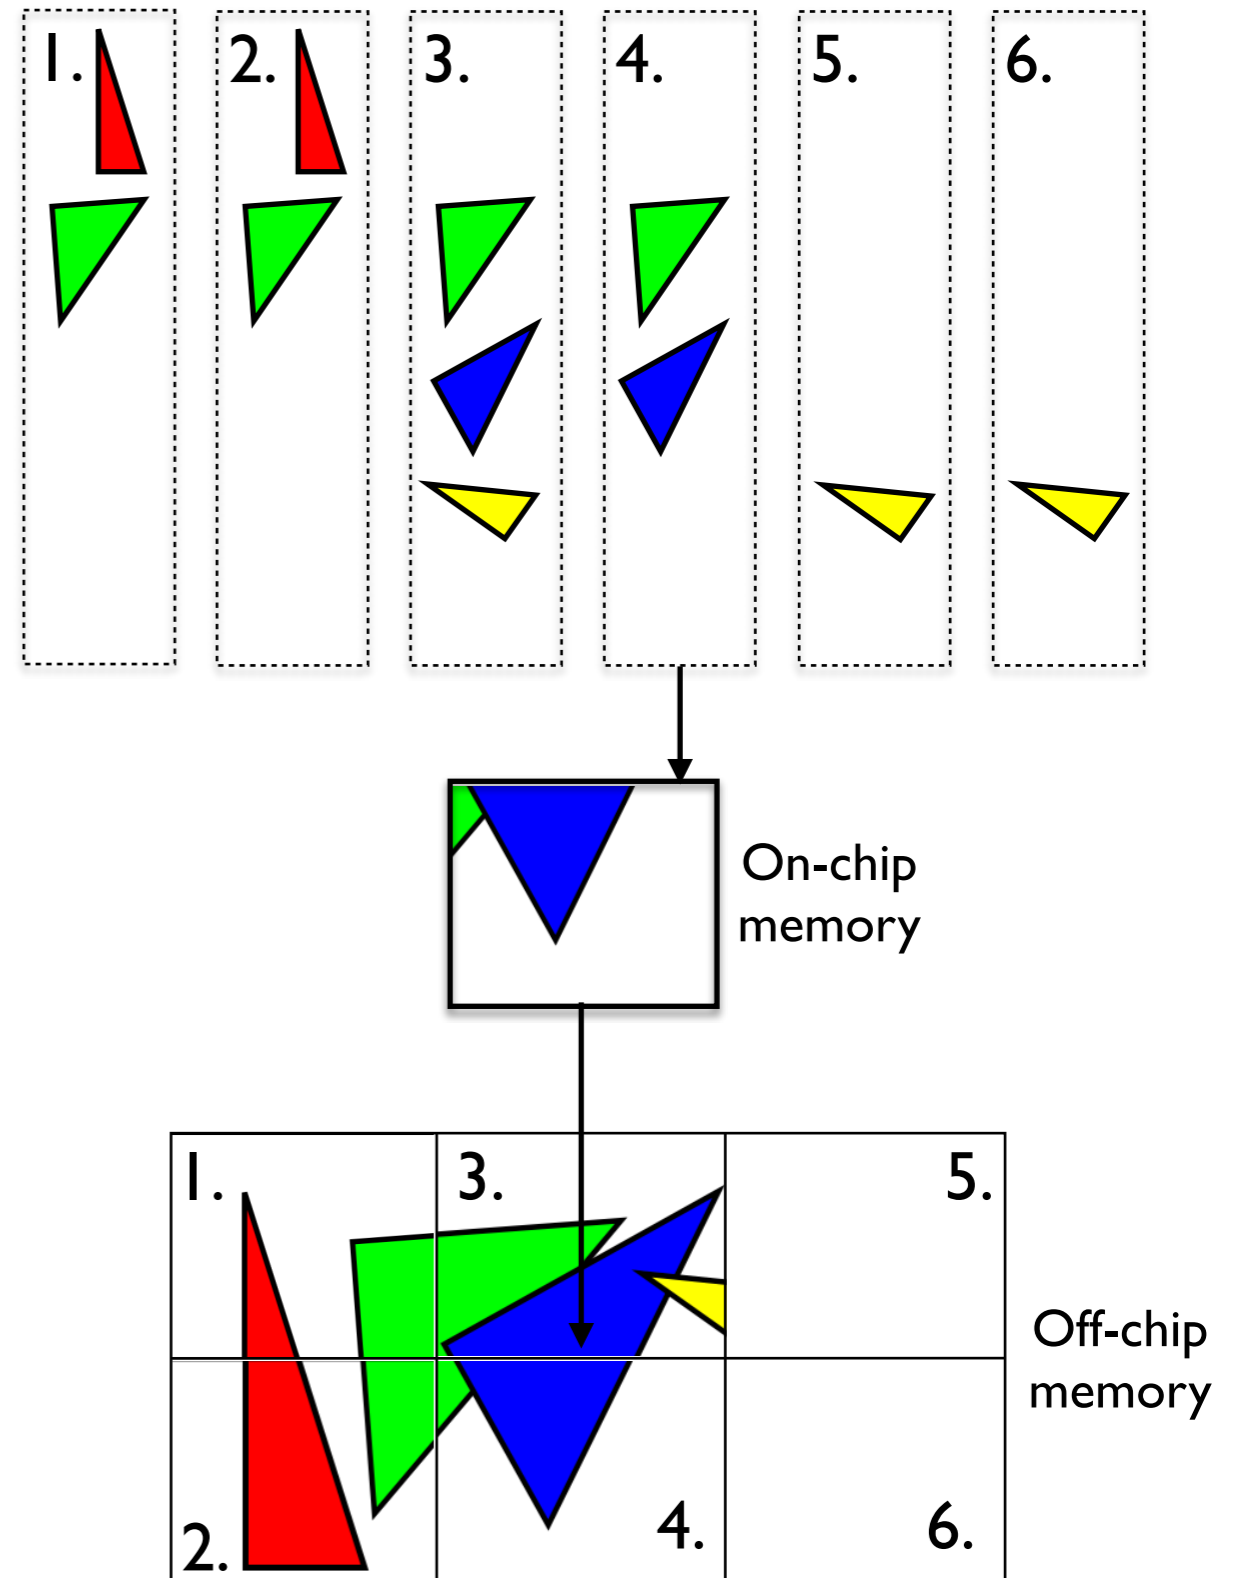 1. 2. 3. 4. 5. 6.
On-chip
memory
1. 3. 5.
Off-chip
memory
2. 4. 6.